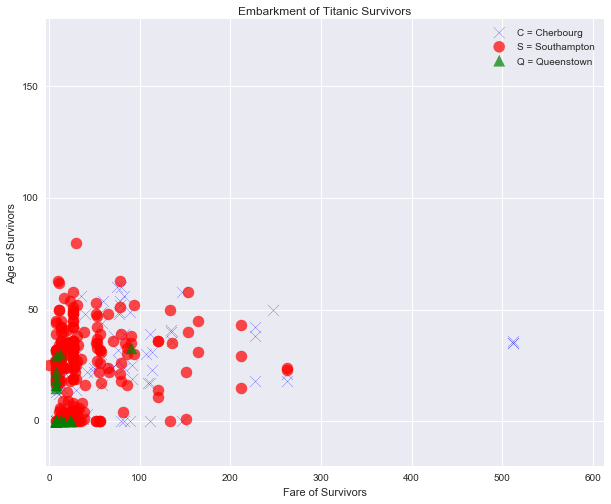 Embarkment of Titanic Survivors
C = Cherbourg
S = Southampton
Q = Queenstown
150
100
50
0
Age of Survivors
0 100 200 300 400 500 600
Fare of Survivors